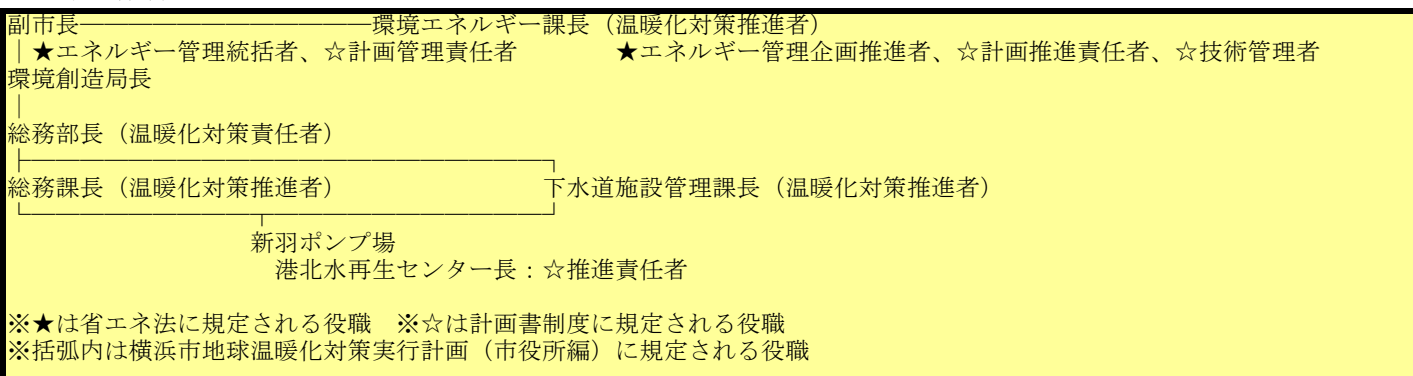 副市長――――――――――――環境エネルギー課長（温暖化対策推進者）
｜★エネルギー管理統括者、☆計画管理責任者　　　　★エネルギー管理企画推進者、☆計画推進責任者、☆技術管理者
環境創造局長
｜
総務部長（温暖化対策責任者）
├―――――――――――――――――――――┐
総務課長（温暖化対策推進者）　　　　　　　　　下水道施設管理課長（温暖化対策推進者）
└―――――――――┬―――――――――――┘
新羽ポンプ場
港北水再生センター長：☆推進責任者
※★は省エネ法に規定される役職　※☆は計画書制度に規定される役職
※括弧内は横浜市地球温暖化対策実行計画（市役所編）に規定される役職